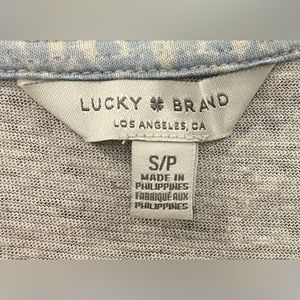 LUCKY BRAND
LOS ANGELES, CA
S/P
MADE IN
PHILIPPINES
FABRIQUÉ AUX
PHILIPPINES